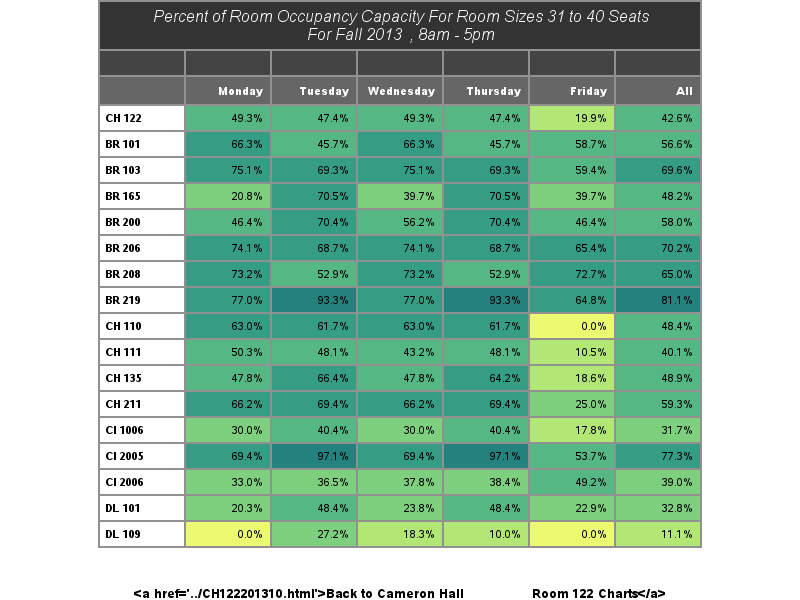 Percent of Room Occupancy Capacity For Room Sizes 31 to 40 Seats
For Fall 2013 , 8am - 5pm
Monday Tuesday Wednesday Thursday Friday All
CH 122 49.3% 47.4% 49.3% 47.4% 19.9% 42.6%
BR 101 66.3% 45.7% 66.3% 45.7% 58.7% 56.6%
BR 103 75.1% 69.3% 75.1% 69.3% 59.4% 69.6%
BR 165 20.8% 70.5% 39.7% 70.5% 39.7% 48.2%
BR 200 46.4% 70.4% 56.2% 70.4% 46.4% 58.0%
BR 206 74.1% 68.7% 74.1% 68.7% 65.4% 70.2%
BR 208 73.2% 52.9% 73.2% 52.9% 72.7% 65.0%
BR 219 77.0% 93.3% 77.0% 93.3% 64.8% 81.1%
CH 110 63.0% 61.7% 63.0% 61.7% 0.0% 48.4%
CH 111 50.3% 48.1% 43.2% 48.1% 10.5% 40.1%
CH 135 47.8% 66.4% 47.8% 64.2% 18.6% 48.9%
CH 211 66.2% 69.4% 66.2% 69.4% 25.0% 59.3%
CI 1006 30.0% 40.4% 30.0% 40.4% 17.8% 31.7%
CI 2005 69.4% 97.1% 69.4% 97.1% 53.7% 77.3%
CI 2006 33.0% 36.5% 37.8% 38.4% 49.2% 39.0%
DL 101 20.3% 48.4% 23.8% 48.4% 22.9% 32.8%
DL 109 0.0% 27.2% 18.3% 10.0% 0.0% 11.1%
<a href='../CH122201310.html'>Back to Cameron Hall Room 122 Charts</a>